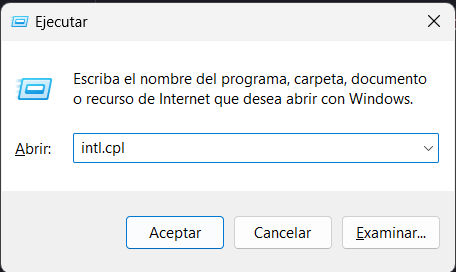 Ejecutar
Escriba el nombre del programa, carpeta, documento
o recurso de Internet que desea abrir con Windows.
Abrir: intl.cpl
Aceptar Cancelar Examinar...